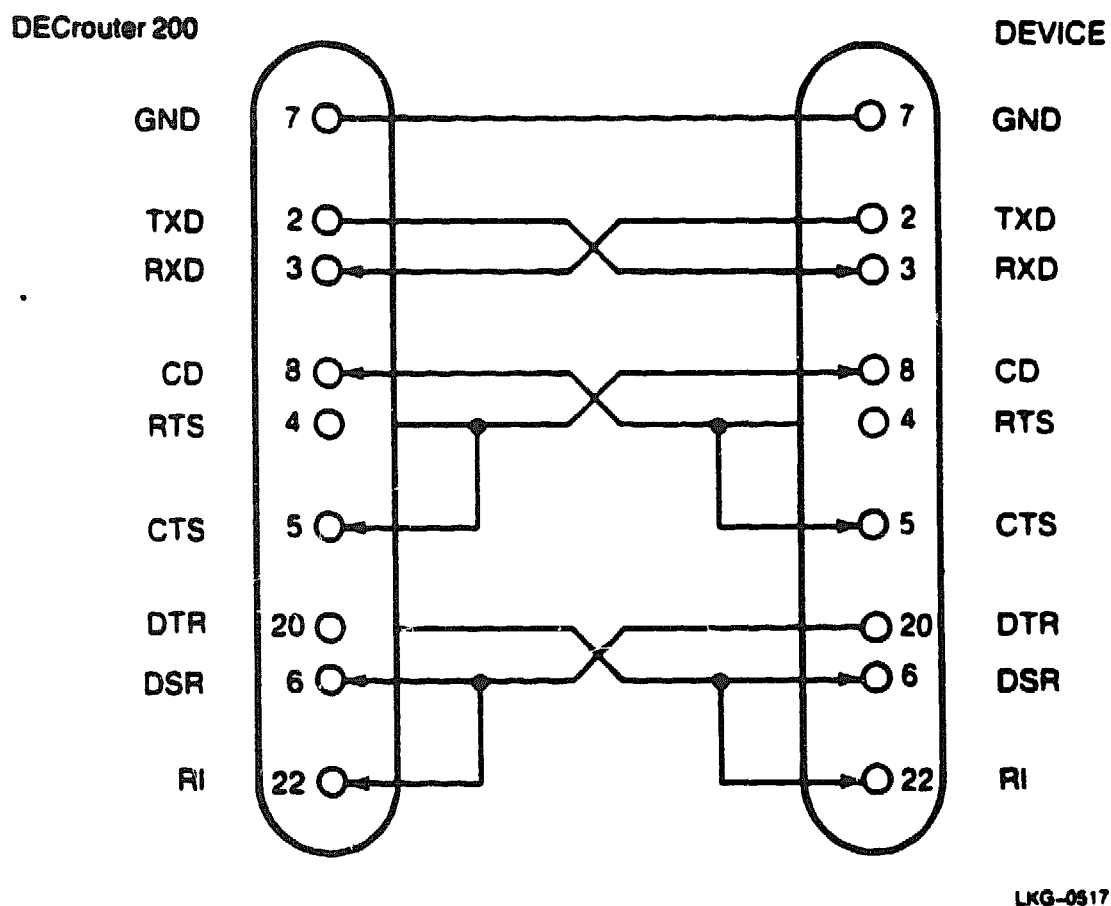 DECrouter 200 DEVICE
GND 7 7 GND
TXD 2 2 TXD
RXD 3 3 RXD
CD 8 8 CD
RTS 4 4 RTS
CTS 5 5 CTS
DTR 20 20 DTR
DSR 6 6 DSR
RI 22 22 RI
LKG-0517